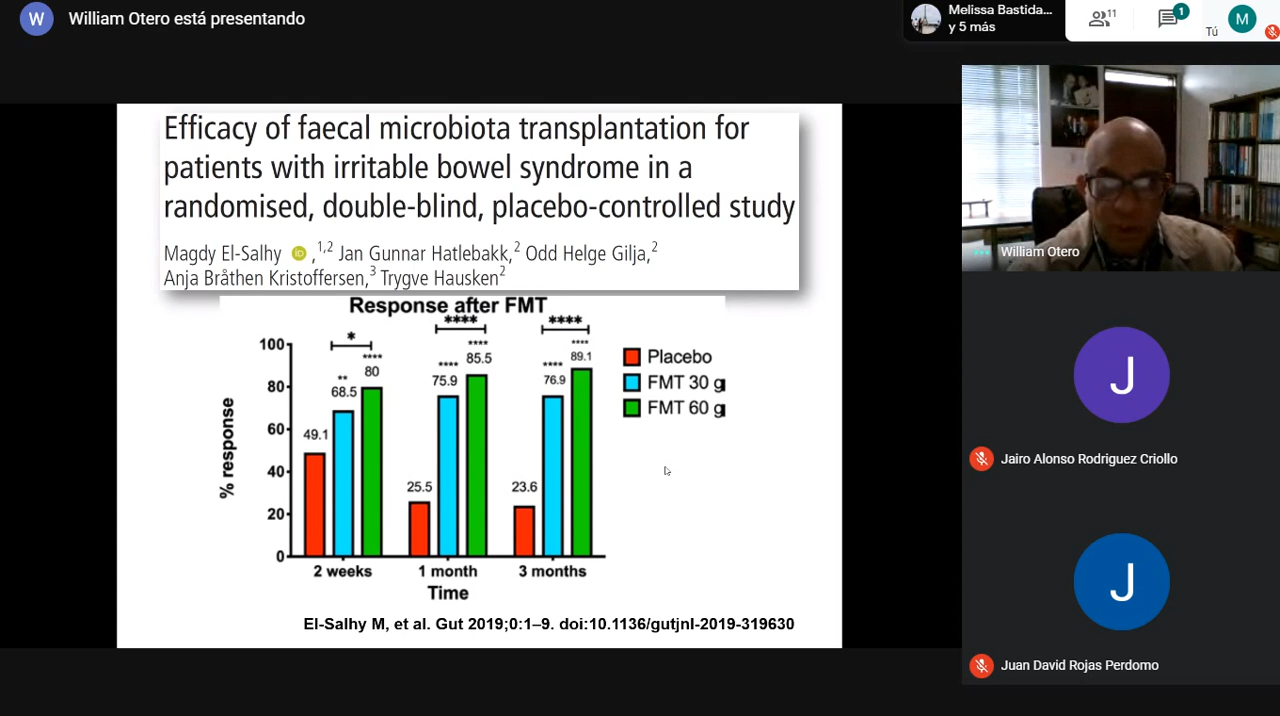 W
William Otero está presentando
Melissa Bastida...
y 5 más
11
1
Tú
M
Efficacy of faecal microbiota transplantation for
patients with irritable bowel syndrome in a
randomised, double-blind, placebo-controlled study
Magdy El-Salhy iD ,1,2 Jan Gunnar Hatlebakk,2 Odd Helge Gilja,2
Anja Bråthen Kristoffersen,3 Trygve Hausken2
Response after FMT
* **** ****
100
80
60
40
20
0
% response
49.1
** 68.5
**** 80
25.5
**** 75.9
**** 85.5
23.6
**** 76.9
**** 89.1
2 weeks 1 month 3 months
Time
Placebo
FMT 30 g
FMT 60 g
El-Salhy M, et al. Gut 2019;0:1–9. doi:10.1136/gutjnl-2019-319630
William Otero
J
Jairo Alonso Rodriguez Criollo
J
Juan David Rojas Perdomo